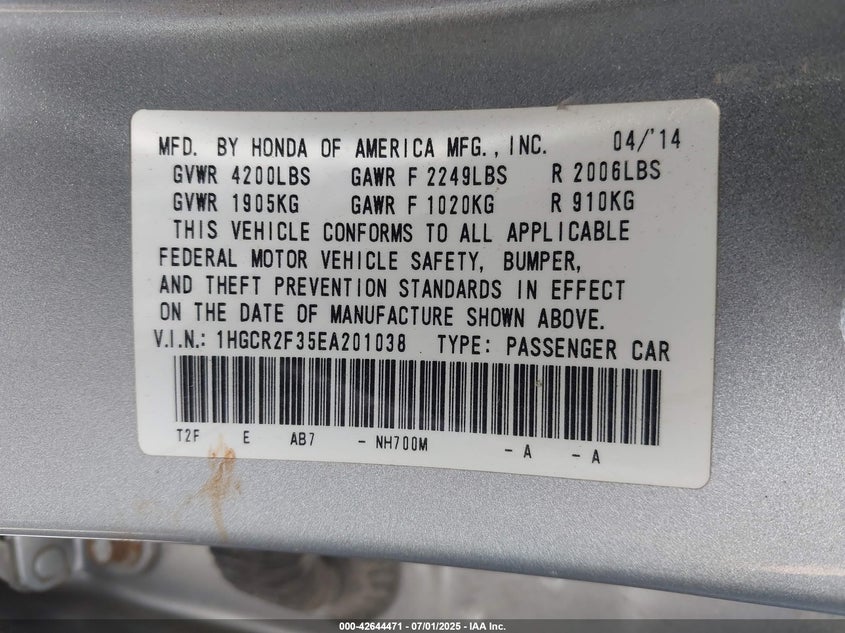 MFD. BY HONDA OF AMERICA MFG., INC. 04/'14
GVWR 4200LBS GAWR F 2249LBS R 2006LBS
GVWR 1905KG GAWR F 1020KG R 910KG
THIS VEHICLE CONFORMS TO ALL APPLICABLE
FEDERAL MOTOR VEHICLE SAFETY, BUMPER,
AND THEFT PREVENTION STANDARDS IN EFFECT
ON THE DATE OF MANUFACTURE SHOWN ABOVE.
V.I.N.: 1HGCR2F35EA201038 TYPE: PASSENGER CAR
T2F E AB7 - NH700M - A - A
000-42644471 | 07/01/2025 - IAA Inc.